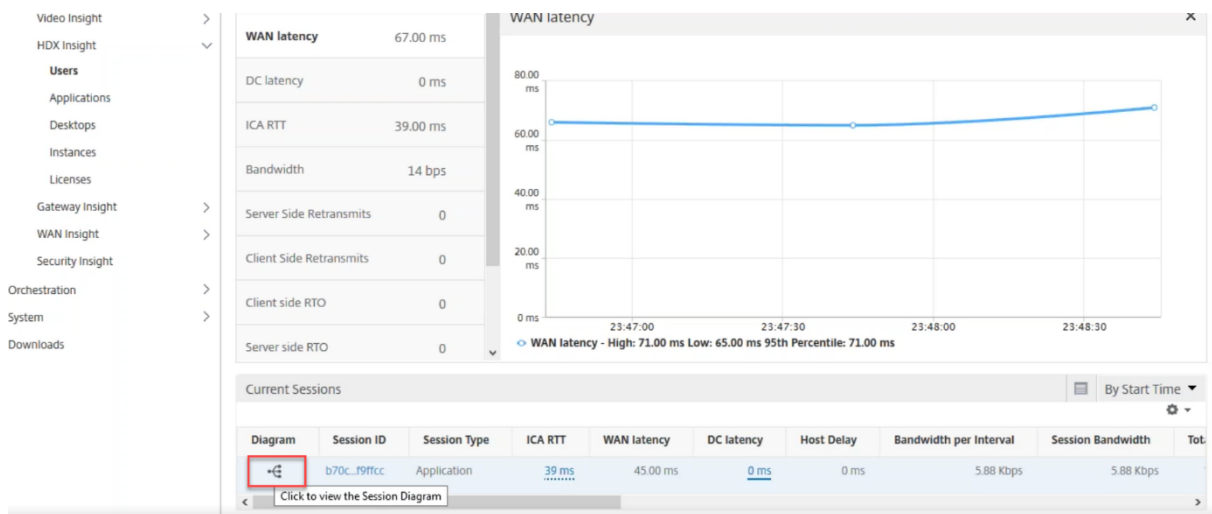 Video Insight
HDX Insight
Users
Applications
Desktops
Instances
Licenses
Gateway Insight
WAN Insight
Security Insight
Orchestration
System
Downloads
WAN latency 67.00 ms
DC latency 0 ms
ICA RTT 39.00 ms
Bandwidth 14 bps
Server Side Retransmits 0
Client Side Retransmits 0
Client side RTO 0
Server side RTO 0
WAN latency
80.00
ms
60.00
ms
40.00
ms
20.00
ms
0 ms
23:47:00 23:47:30 23:48:00 23:48:30
WAN latency - High: 71.00 ms Low: 65.00 ms 95th Percentile: 71.00 ms
Current Sessions By Start Time
Diagram Session ID Session Type ICA RTT WAN latency DC latency Host Delay Bandwidth per Interval Session Bandwidth Tot
b70c...f9ffcc Application 39 ms 45.00 ms 0 ms 0 ms 5.88 Kbps 5.88 Kbps
Click to view the Session Diagram